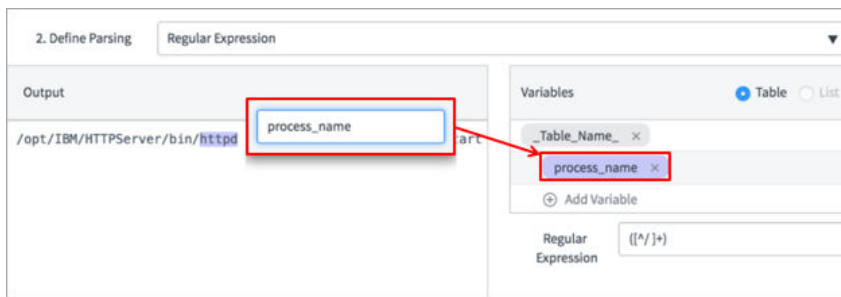 2. Define Parsing
Regular Expression
Output
/opt/IBM/HTTPServer/bin/httpd
process_name
art
Variables
Table
List
_Table_Name_ ×
process_name ×
Add Variable
Regular
Expression
([^/ ]+)